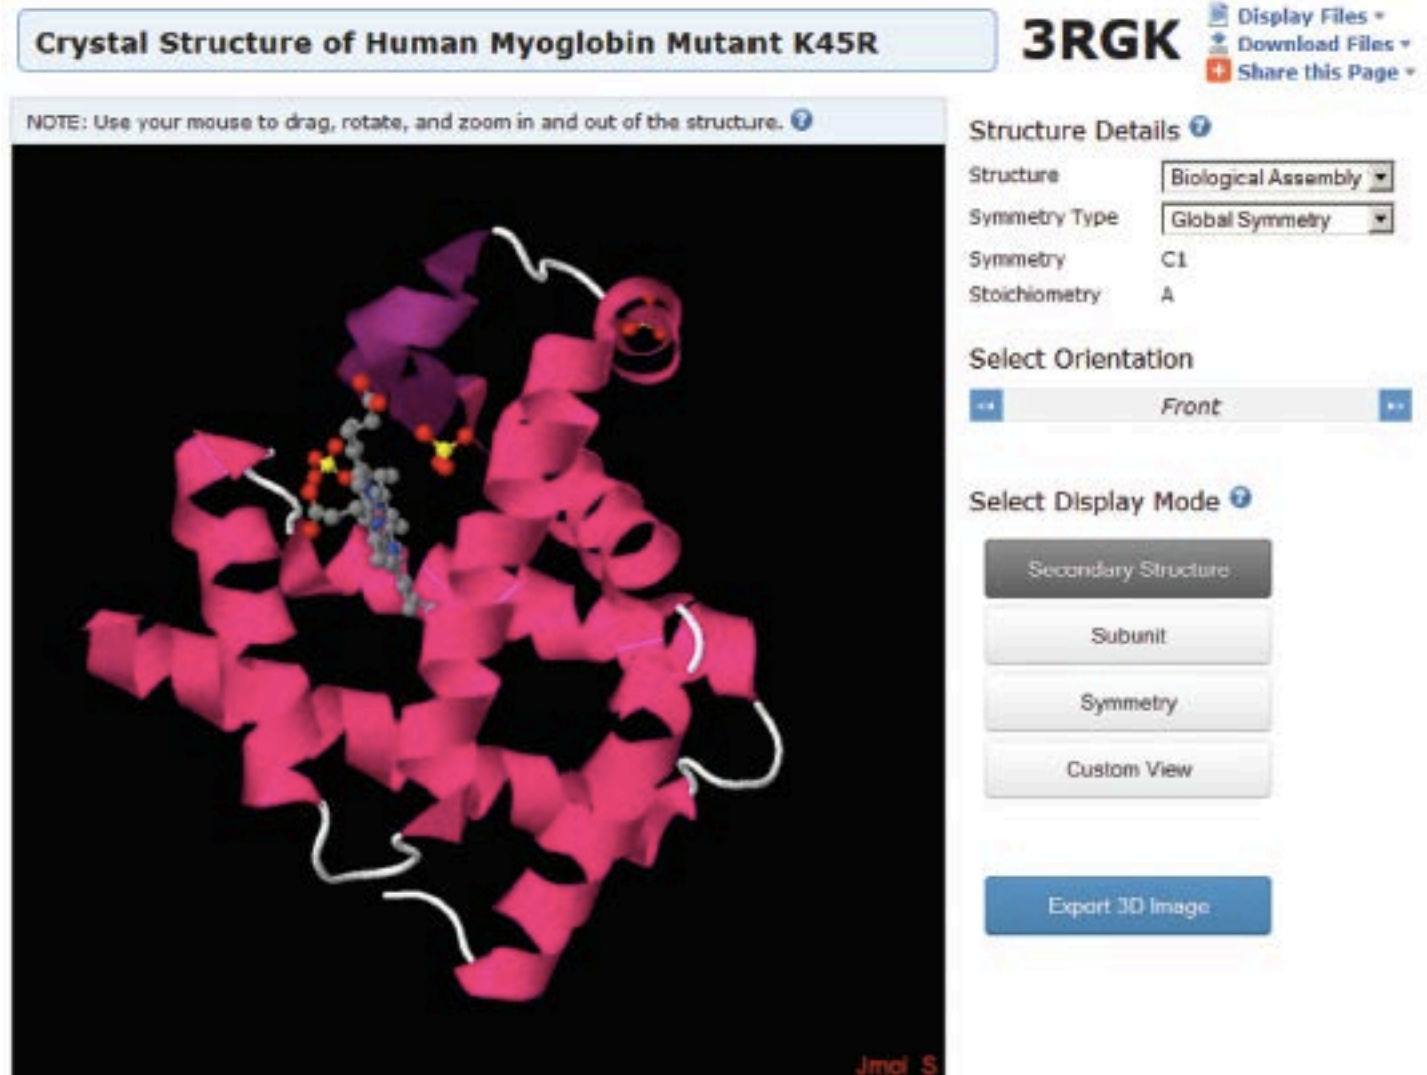 Crystal Structure of Human Myoglobin Mutant K45R
3RGK
Display Files
Download Files
Share this Page
NOTE: Use your mouse to drag, rotate, and zoom in and out of the structure.
Structure Details
Structure Biological Assembly
Symmetry Type Global Symmetry
Symmetry C1
Stoichiometry A
Select Orientation
Front
Select Display Mode
Secondary Structure
Subunit
Symmetry
Custom View
Export 3D Image
Jmol S